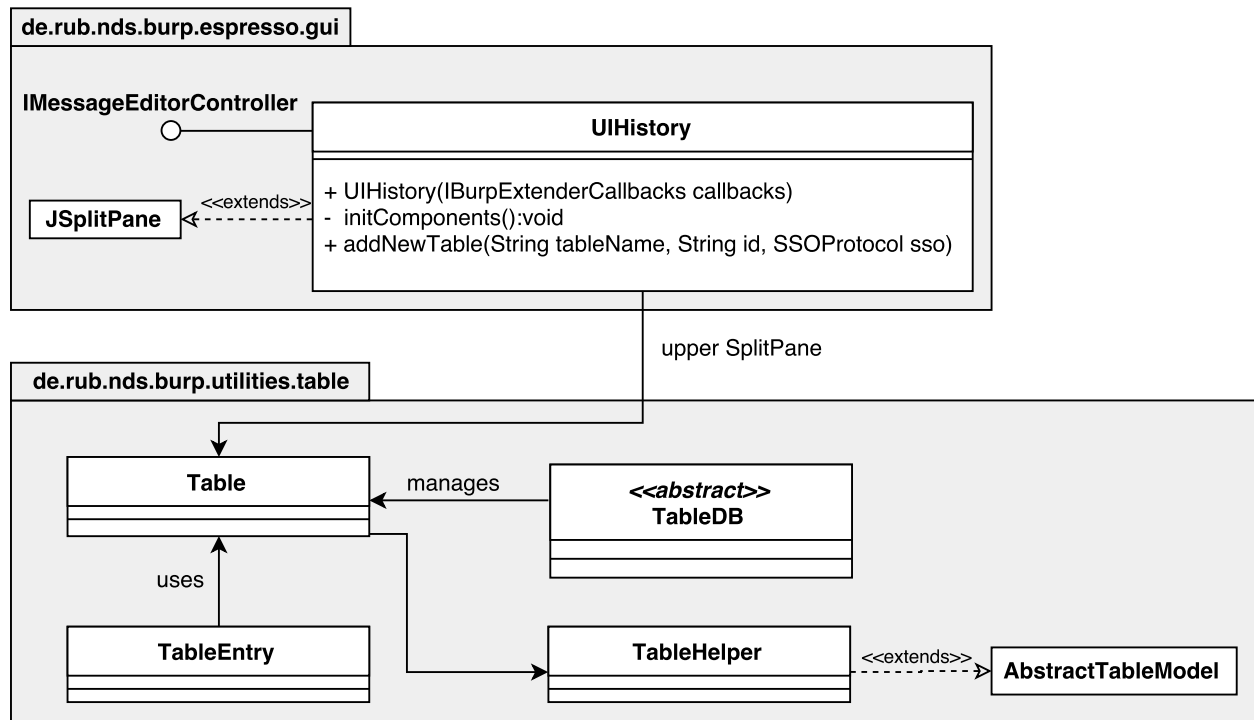 de.rub.nds.burp.espresso.gui
IMessageEditorController
UIHistory
<<extends>>
JSplitPane
+ UIHistory(IBurpExtenderCallbacks callbacks)
- initComponents():void
+ addNewTable(String tableName, String id, SSOProtocol sso)
upper SplitPane
de.rub.nds.burp.utilities.table
Table
manages
<<abstract>>
TableDB
uses
TableEntry
TableHelper
<<extends>>
AbstractTableModel